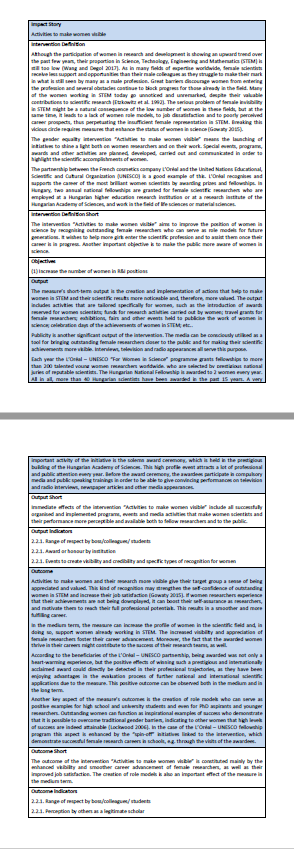 Impact Story
Activities to make women visible
Intervention Definition
Although the participation of women in research and development is showing an upward trend over
the past few years, their proportion in Science, Technology, Engineering and Mathematics (STEM) is
still too low (Wang and Degol 2017). As in many fields of expertise worldwide, female scientists
receive less support and opportunities than their male colleagues as they struggle to make their mark
in what is still seen by many as a male profession. Great barriers discourage women from entering
the profession and several obstacles continue to block progress for those already in the field. Many
of the women working in STEM today go unnoticed and unremarked, despite their valuable
contributions to scientific research (Etzkowitz et al. 1992). The serious problem of female invisibility
in STEM might be a natural consequence of the low number of women in these fields, but at the
same time, it leads to a lack of women role models, to job dissatisfaction and to poorly perceived
career prospects, thus perpetuating the insufficient female representation in STEM. Breaking this
vicious circle requires measures that enhance the status of women in science (Gowaty 2015).
The gender equality intervention "Activities to make women visible" means the launching of
initiatives to shine a light both on women researchers and on their work. Special events, programs,
awards and other activities are planned, developed, carried out and communicated in order to
highlight the scientific accomplishments of women.
The partnership between the French cosmetics company L'Oréal and the United Nations Educational,
Scientific and Cultural Organization (UNESCO) is a good example of this. L'Oréal recognises and
supports the career of the most brilliant women scientists by awarding prizes and fellowships. In
Hungary, two annual national fellowships are granted for female scientists researchers who are
employed at a Hungarian higher education research institution or at a research institute of the
Hungarian Academy of Sciences, and work in the field of life sciences or material sciences.
Intervention Definition Short
The intervention "Activities to make women visible" aims to improve the position of women in
science by recognising outstanding female researchers who can serve as role models for future
generations. It wishes to help more girls enter the scientific profession and to assist them once their
career is in progress. Another important objective is to make the public more aware of women in
science.
Objectives
(1) Increase the number of women in R&I positions
Output
The measure's short-term output is the creation and implementation of actions that help to make
women in STEM and their scientific results more noticeable and, therefore, more valued. The output
includes activities that are tailored specifically for women, such as the introduction of awards
reserved for women scientists; funds for research activities carried out by women; travel grants for
female researchers; exhibitions, fairs and other events held to publicise the work of women in
science; celebration days of the achievements of women in STEM; etc..
Publicity is another significant output of the intervention. The media can be consciously utilised as a
tool for bringing outstanding female researchers closer to the public and for making their scientific
achievements more visible. Interviews, television and radio appearances all serve this purpose.
Each year the L'Oréal – UNESCO "For Women in Science" programme grants fellowships to more
than 200 talented young women researchers worldwide, who are selected by prestigious national
juries of reputable scientists. The Hungarian National Fellowship is awarded to 2 women every year.
All in all, more than 40 Hungarian scientists have been awarded in the past 15 years. A very
important activity of the initiative is the solemn award ceremony, which is held in the prestigious
building of the Hungarian Academy of Sciences. This high profile event attracts a lot of professional
and public attention every year. Before the award ceremony, the awardees participate in compulsory
media and public speaking trainings in order to be able to give convincing performances on television
and radio interviews, newspaper articles and other media appearances.
Output Short
Immediate effects of the intervention "Activities to make women visible" include all successfully
organised and implemented programs, events and media activities that make women scientists and
their performance more perceptible and available both to fellow researchers and to the public.
Output Indicators
2.2.1. Range of respect by boss/colleagues/ students
2.2.1. Award or honour by institution
2.2.1. Events to create visibility and credibility and specific types of recognition for women
Outcome
Activities to make women and their research more visible give their target group a sense of being
appreciated and valued. This kind of recognition may strengthen the self-confidence of outstanding
women in STEM and increase their job satisfaction (Gowaty 2015). If women researchers experience
that their achievements are not being downplayed, it can boost their self-assurance as researchers,
and motivate them to reach their full professional potential. This results in a smoother and more
fulfilling career.
In the medium term, the measure can increase the profile of women in the scientific field and, in
doing so, support women already working in STEM. The increased visibility and appreciation of
female researchers foster their career advancement. Moreover, the fact that the awarded women
thrive in their careers might contribute to the success of their research teams, as well.
According to the beneficiaries of the L'Oréal – UNESCO partnership, being awarded was not only a
heart-warming experience, but the positive effects of winning such a prestigious and internationally
acclaimed award could directly be detected in their professional trajectories, as they have been
enjoying advantages in the evaluation process of further national and international scientific
applications due to the measure. This positive outcome can be observed both in the medium and in
the long term.
Another key aspect of the measure's outcomes is the creation of role models who can serve as
positive examples for high school and university students and even for PhD aspirants and younger
researchers. Outstanding women can function as inspirational examples of success who demonstrate
that it is possible to overcome traditional gender barriers, indicating to other women that high levels
of success are indeed attainable (Lockwood 2006). In the case of the L'Oréal – UNESCO fellowship
program this aspect is enhanced by the "spin-off" initiatives linked to the intervention, which
demonstrate successful female research careers in schools, e.g. through the visits of the awardees.
Outcome Short
The outcome of the intervention "Activities to make women visible" is constituted mainly by the
enhanced visibility and smoother career advancement of female researchers, as well as their
improved job satisfaction. The creation of role models is also an important effect of the measure in
the medium term.
Outcome Indicators
2.2.1. Range of respect by boss/colleagues/ students
2.2.1. Perception by others as a legitimate scholar